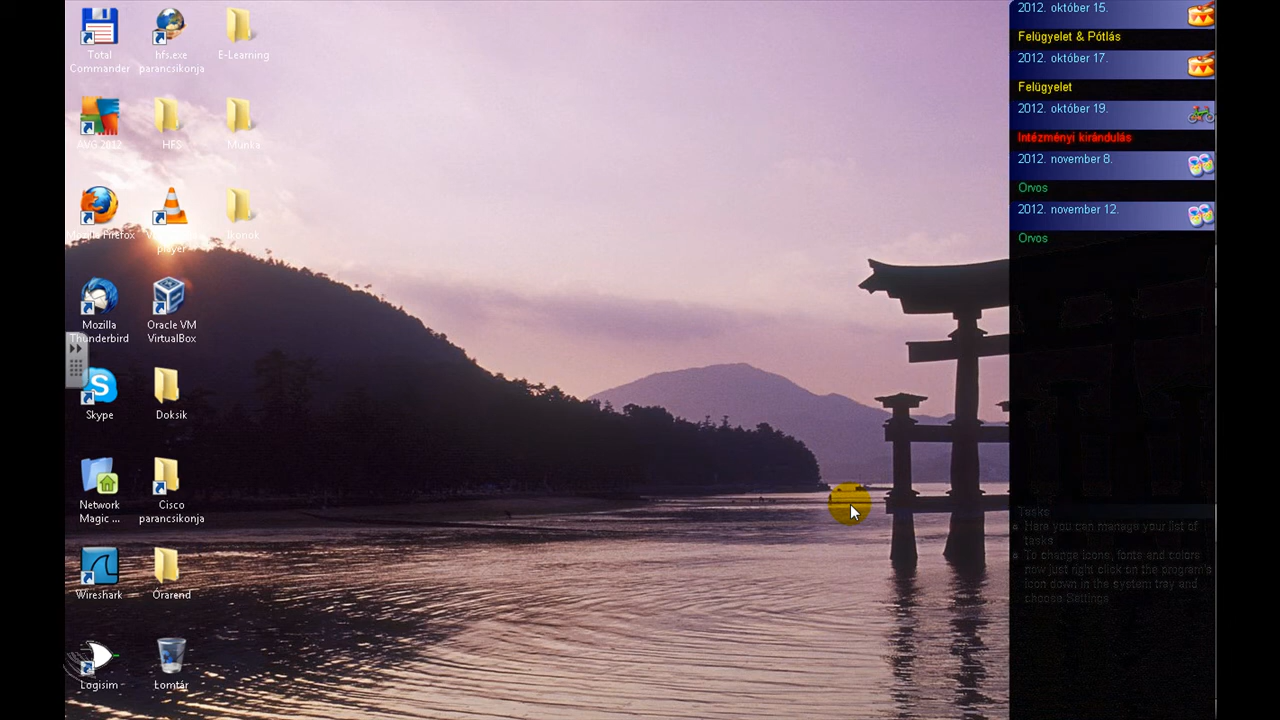 Total
Commander
hfs.exe
parancsikonja
E-Learning
AVG 2012
HFS
Munka
Mozilla Firefox
player
Ikonok
Mozilla
Thunderbird
Oracle VM
VirtualBox
Skype
Doksik
Network
Magic ...
Cisco
parancsikonja
Wireshark
Órarend
Logisim
Lomtár
2012. október 15.
Felügyelet & Pótlás
2012. október 17.
Felügyelet
2012. október 19.
Intézményi kirándulás
2012. november 8.
Orvos
2012. november 12.
Orvos
Tasks
Here you can manage your list of
tasks
To change icons, fonts and colors
now just right click on the program's
icon down in the system tray and
choose Settings